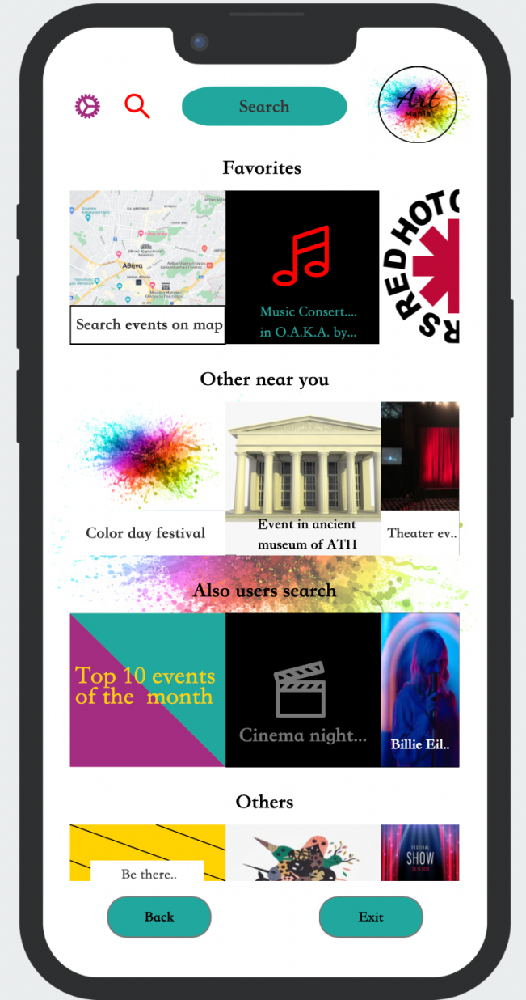 Search
Art
Mania
Favorites
Αθήνα
Search events on map
Music Consert....
in O.A.K.A. by...
RED HOT
RS
Other near you
Color day festival
Event in ancient
museum of ATH
Theater ev..
Also users search
Top 10 events
of the month
Cinema night...
Billie Eil..
Others
Be there..
FESTIVAL
SHOW
Back
Exit